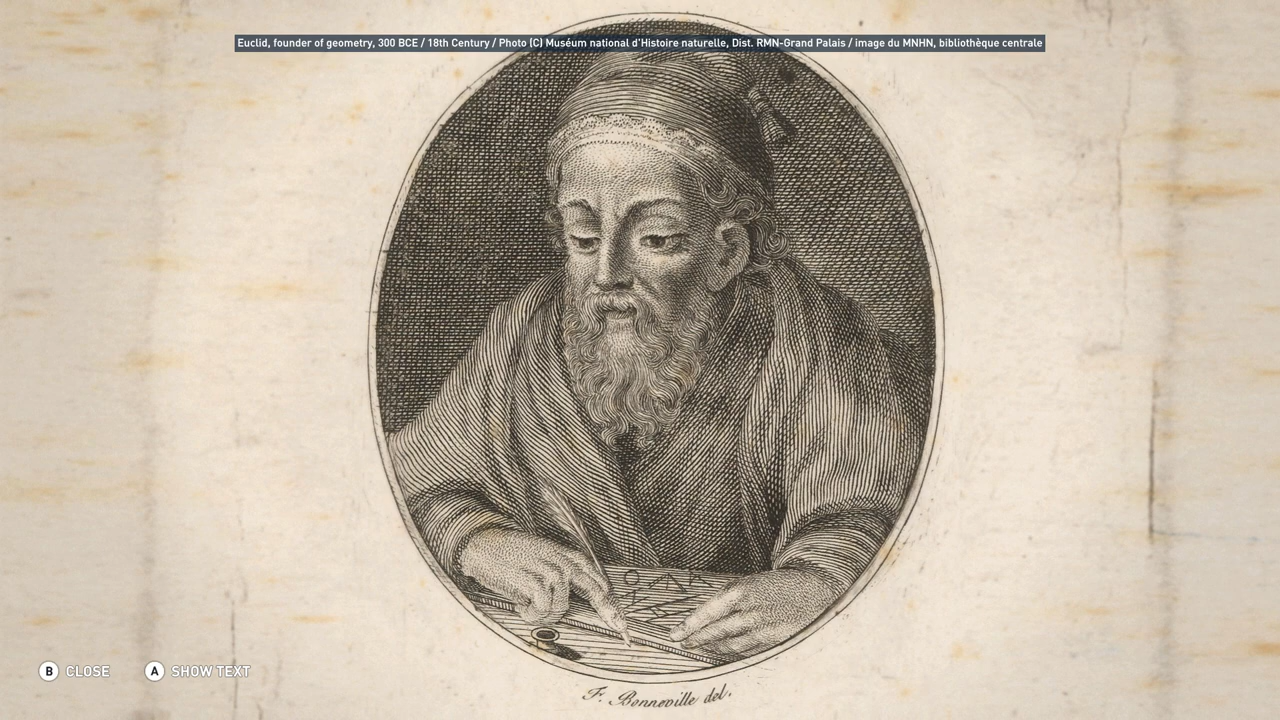 Euclid, founder of geometry, 300 BCE / 18th Century / Photo (C) Muséum national d'Histoire naturelle, Dist. RMN-Grand Palais / image du MNHN, bibliothèque centrale
F. Bonneville del.
B CLOSE A SHOW TEXT